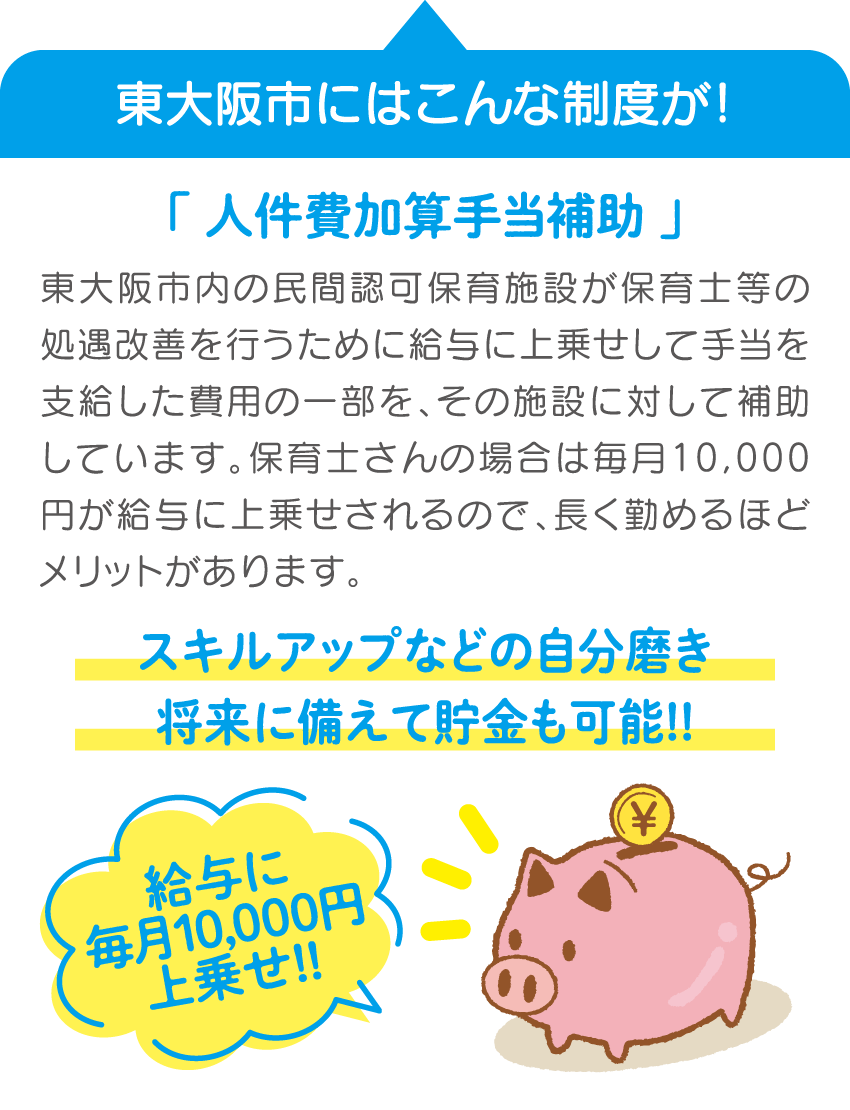 東大阪市にはこんな制度が!
「 人件費加算手当補助 」
東大阪市内の民間認可保育施設が保育士等の
処遇改善を行うために給与に上乗せして手当を
支給した費用の一部を、その施設に対して補助
しています。保育士さんの場合は毎月10,000
円が給与に上乗せされるので、長く勤めるほど
メリットがあります。
スキルアップなどの自分磨き
将来に備えて貯金も可能!!
給与に
毎月10,000円
上乗せ!!
¥